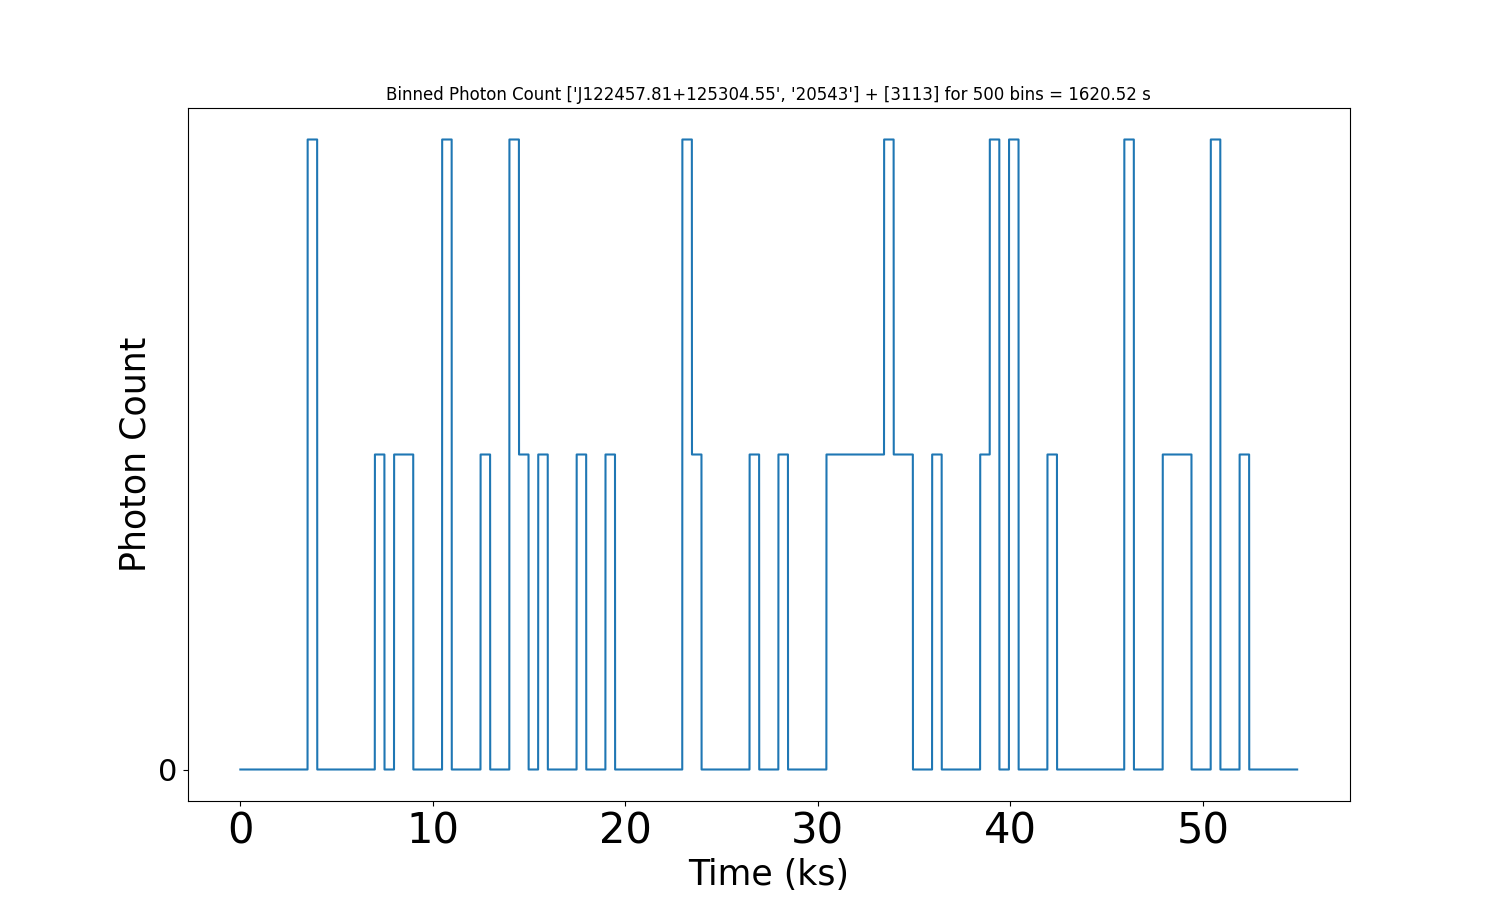 Binned Photon Count ['J122457.81+125304.55', '20543'] + [3113] for 500 bins = 1620.52 s
Photon Count
0
0 10 20 30 40 50
Time (ks)